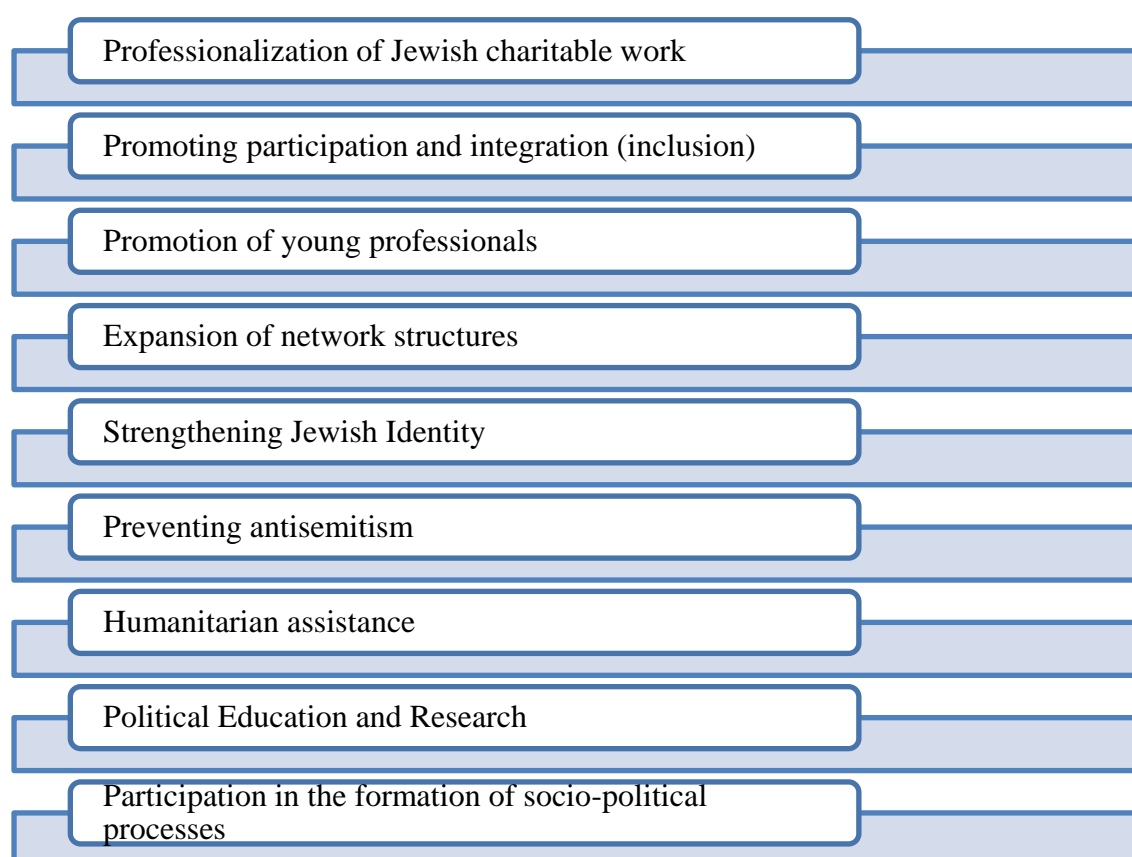 Professionalization of Jewish charitable work
Promoting participation and integration (inclusion)
Promotion of young professionals
Expansion of network structures
Strengthening Jewish Identity
Preventing antisemitism
Humanitarian assistance
Political Education and Research
Participation in the formation of socio-political
processes